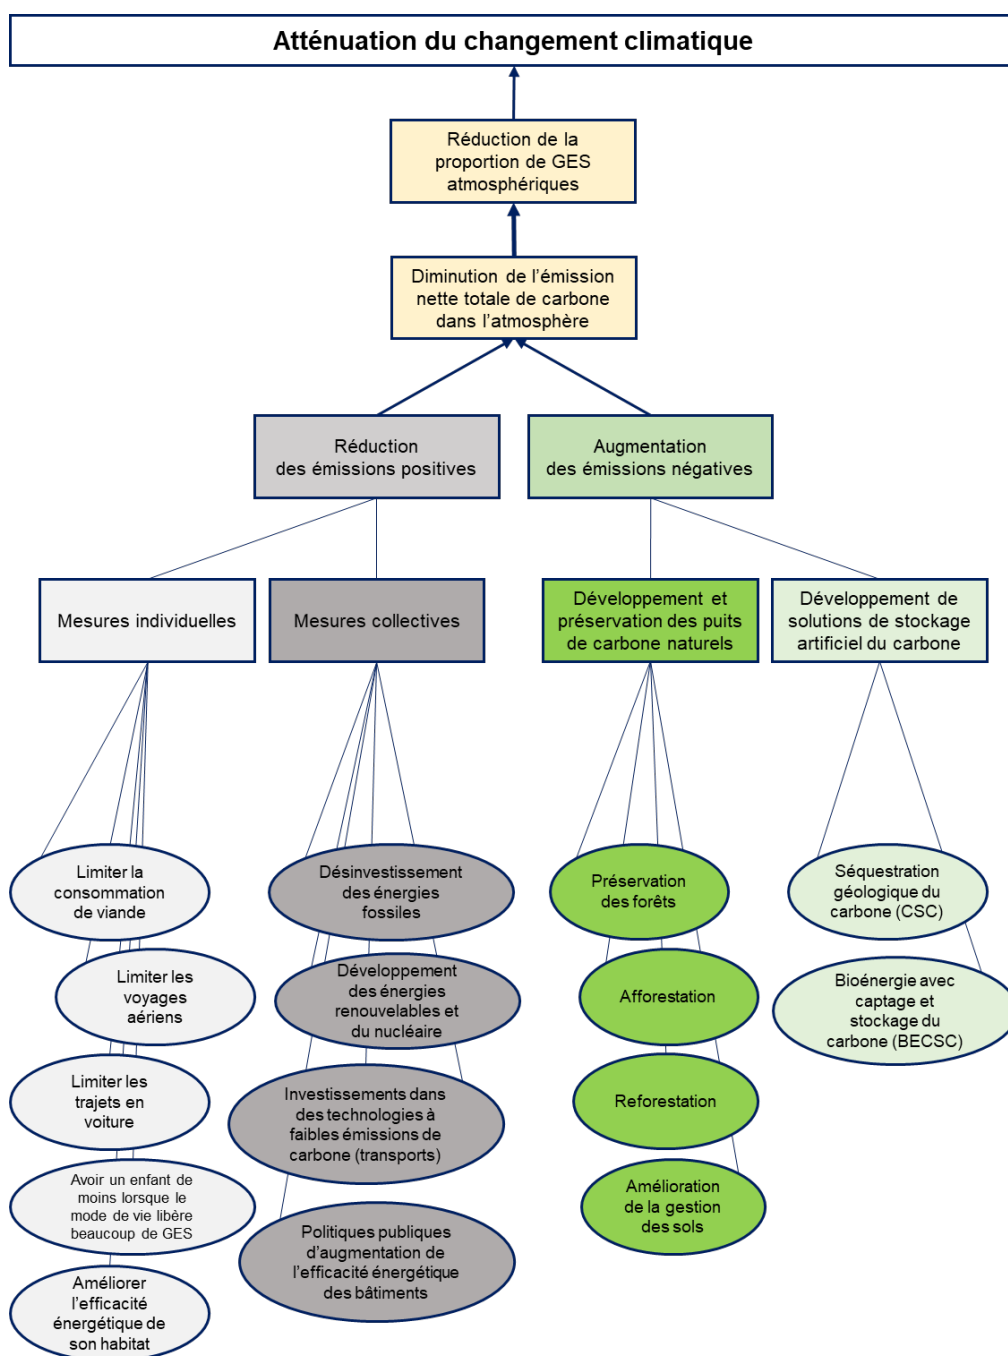 Atténuation du changement climatique
Réduction de la
proportion de GES
atmosphériques
Diminution de l'émission
nette totale de carbone
dans l'atmosphère
Réduction
des émissions positives
Augmentation
des émissions négatives
Mesures individuelles
Mesures collectives
Développement et
préservation des puits
de carbone naturels
Développement de
solutions de stockage
artificiel du carbone
Limiter la
consommation
de viande
Limiter les
voyages
aériens
Limiter les
trajets en
voiture
Avoir un enfant de
moins lorsque le
mode de vie libère
beaucoup de GES
Améliorer
l'efficacité
énergétique de
son habitat
Désinvestissement
des énergies
fossiles
Développement
des énergies
renouvelables et
du nucléaire
Investissements dans
des technologies à
faibles émissions de
carbone (transports)
Politiques publiques
d'augmentation de
l'efficacité énergétique
des bâtiments
Préservation
des forêts
Afforestation
Reforestation
Amélioration
de la gestion
des sols
Séquestration
géologique du
carbone (CSC)
Bioénergie avec
captage et
stockage du
carbone (BECSC)